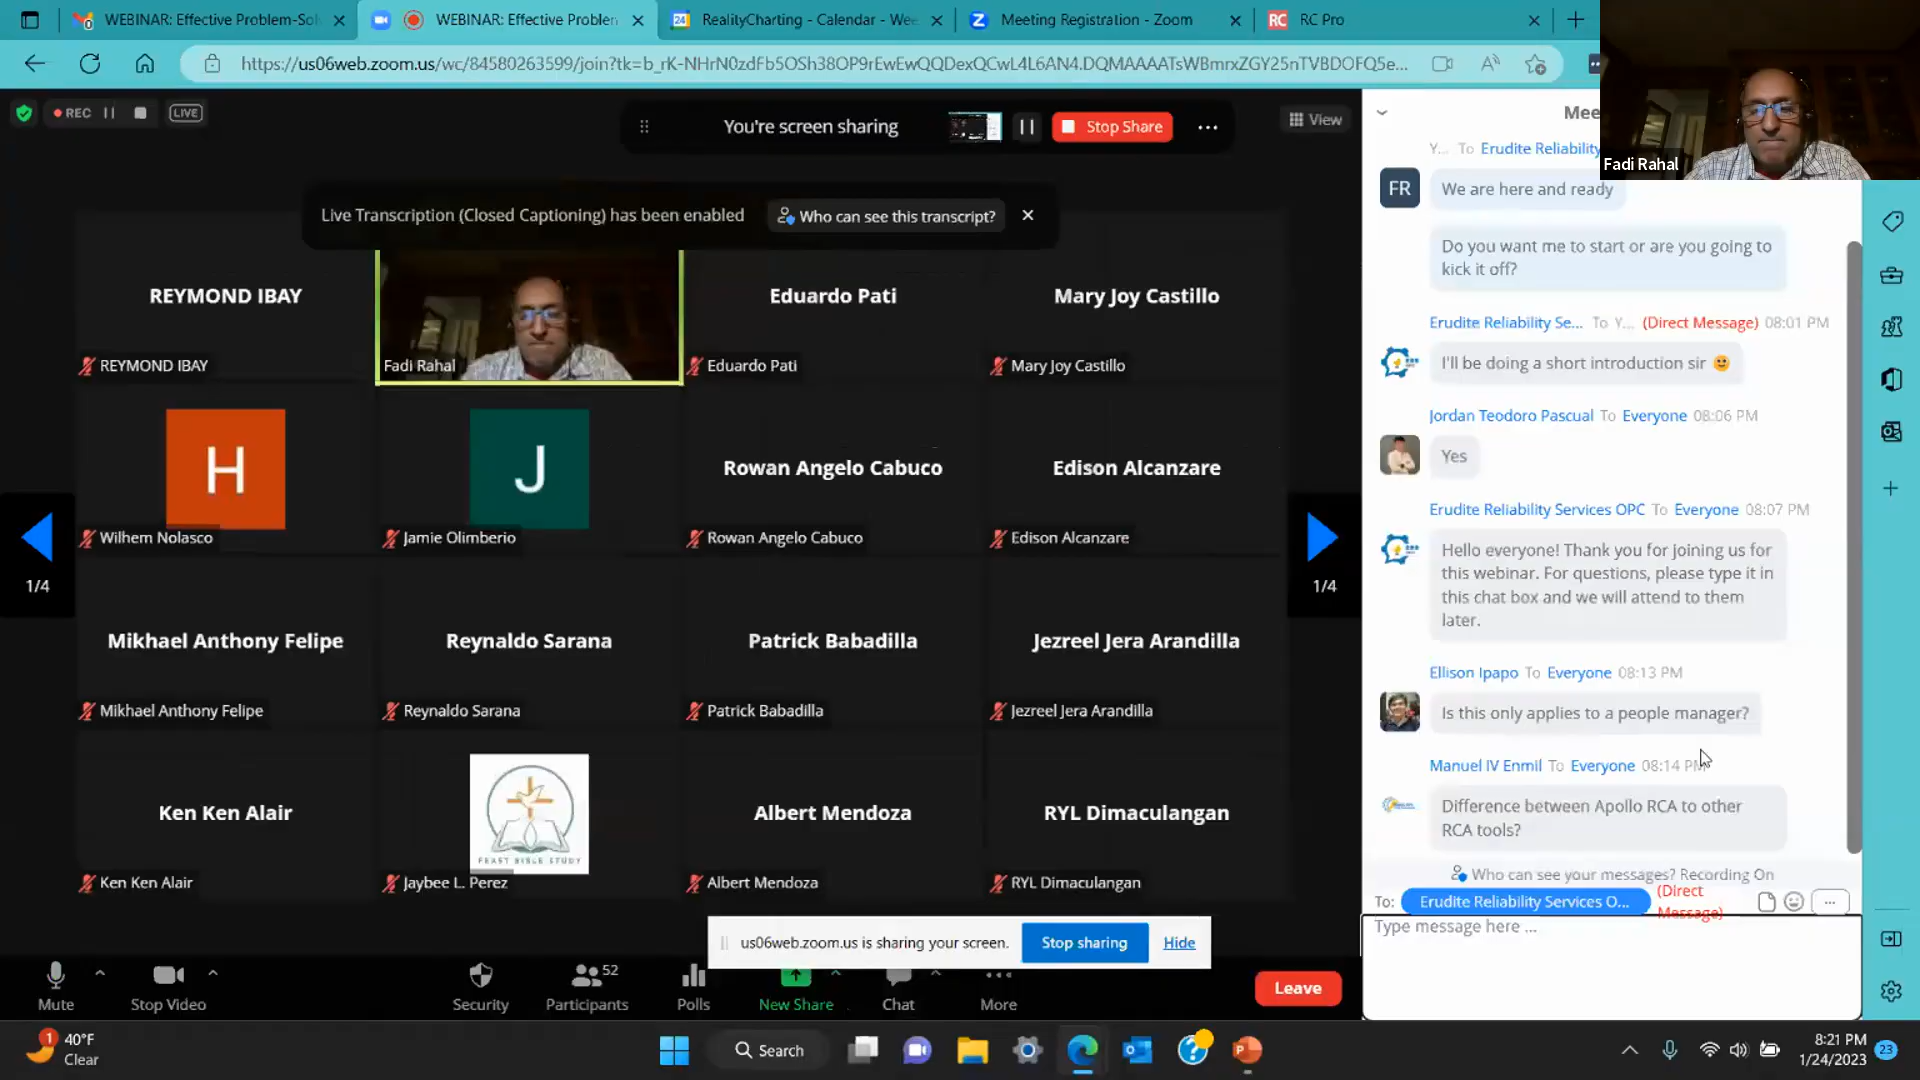 WEBINAR: Effective Problem-Sol
WEBINAR: Effective Problem
RealityCharting - Calendar - Wee
Meeting Registration - Zoom
RC Pro
https://us06web.zoom.us/wc/84580263599/join?tk=b_rK-NHrN0zdFb5OSh38OP9rEwEwQQDexQCwL4L6AN4.DQMAAAATsWBmrxZGY25nTVBDOFQ5e...
REC
LIVE
You're screen sharing
Stop Share
View
Live Transcription (Closed Captioning) has been enabled
Who can see this transcript?
REYMOND IBAY
REYMOND IBAY
Fadi Rahal
Eduardo Pati
Eduardo Pati
Mary Joy Castillo
Mary Joy Castillo
H
Wilhem Nolasco
J
Jamie Olimberio
Rowan Angelo Cabuco
Rowan Angelo Cabuco
Edison Alcanzare
Edison Alcanzare
1/4
1/4
Mikhael Anthony Felipe
Mikhael Anthony Felipe
Reynaldo Sarana
Reynaldo Sarana
Patrick Babadilla
Patrick Babadilla
Jezreel Jera Arandilla
Jezreel Jera Arandilla
Ken Ken Alair
Ken Ken Alair
FEAST BIBLE STUDY
Jaybee L. Perez
Albert Mendoza
Albert Mendoza
RYL Dimaculangan
RYL Dimaculangan
us06web.zoom.us is sharing your screen.
Stop sharing
Hide
Mute
Stop Video
Security
52
Participants
Polls
New Share
Chat
More
Leave
Mee
Fadi Rahal
Y... To Erudite Reliability
FR
We are here and ready
Do you want me to start or are you going to
kick it off?
Erudite Reliability Se... To Y... (Direct Message) 08:01 PM
I'll be doing a short introduction sir 🙂
Jordan Teodoro Pascual To Everyone 08:06 PM
Yes
Erudite Reliability Services OPC To Everyone 08:07 PM
Hello everyone! Thank you for joining us for
this webinar. For questions, please type it in
this chat box and we will attend to them
later.
Ellison Ipapo To Everyone 08:13 PM
Is this only applies to a people manager?
Manuel IV Enmil To Everyone 08:14 PM
Difference between Apollo RCA to other
RCA tools?
Who can see your messages? Recording On
To: Erudite Reliability Services O... (Direct
Message)
Type message here ...
1
40°F
Clear
Search
8:21 PM
1/24/2023
23